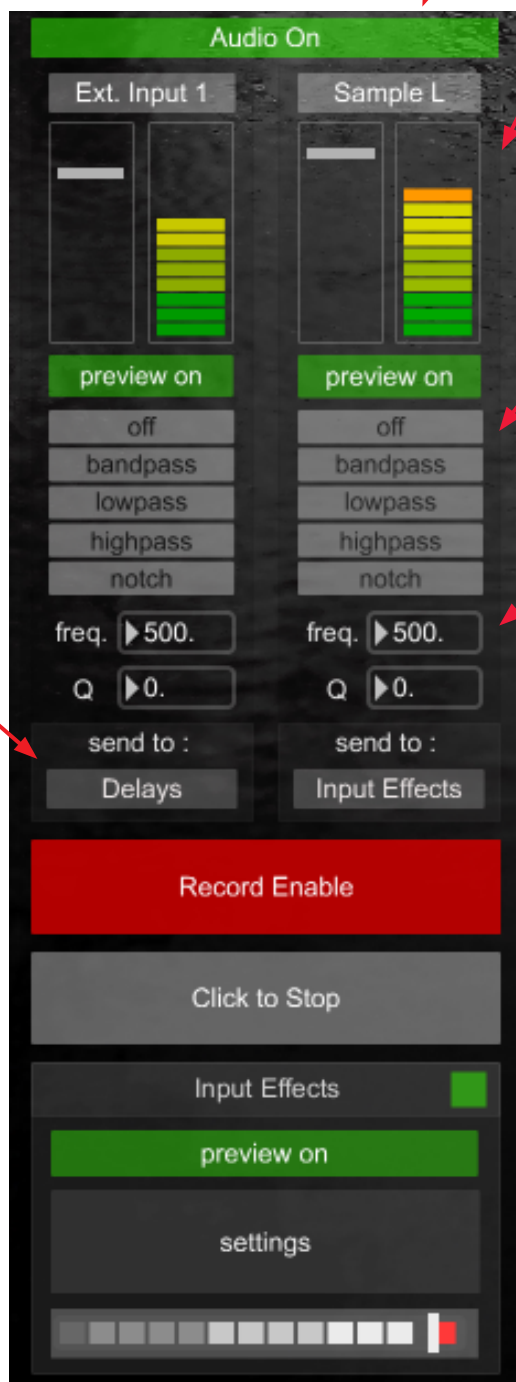 Audio On
Ext. Input 1 Sample L
preview on preview on
off off
bandpass bandpass
lowpass lowpass
highpass highpass
notch notch
freq. 500. freq. 500.
Q 0. Q 0.
send to : send to :
Delays Input Effects
Record Enable
Click to Stop
Input Effects
preview on
settings